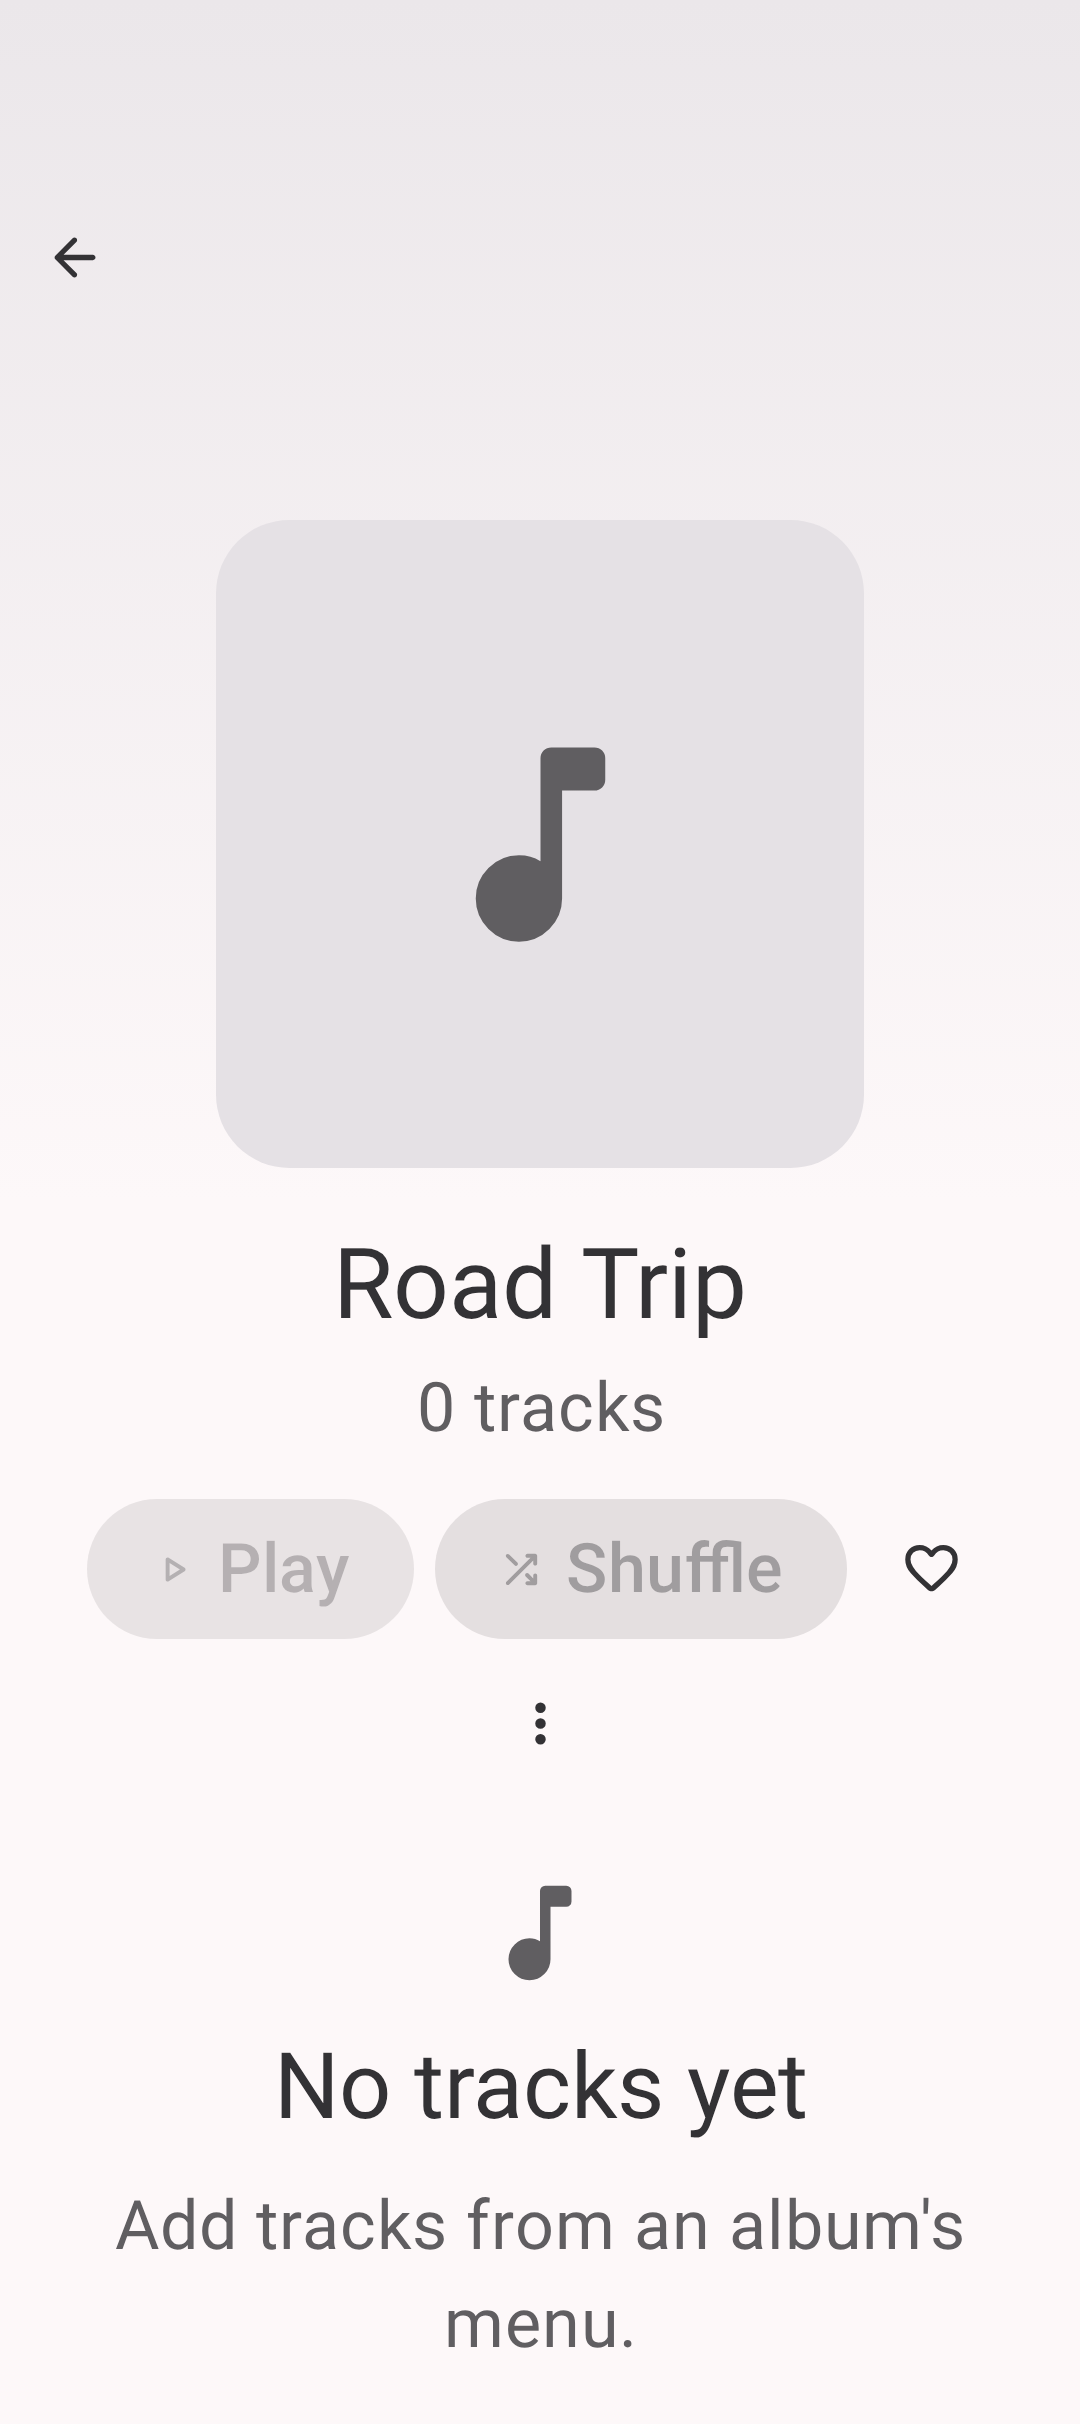 Road Trip
0 tracks
Play
Shuffle
No tracks yet
Add tracks from an album's
menu.